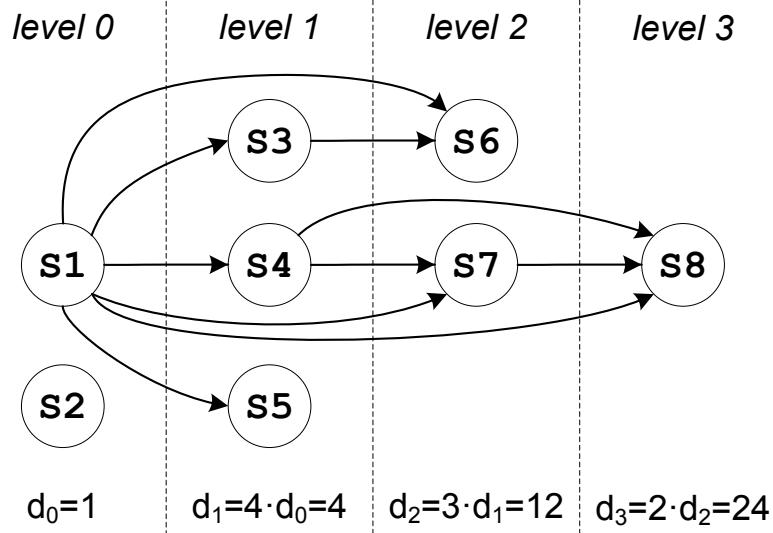 level 0 level 1 level 2 level 3
S3 S6
S1 S4 S7 S8
S2 S5
d₀=1 d₁=4·d₀=4 d₂=3·d₁=12 d₃=2·d₂=24